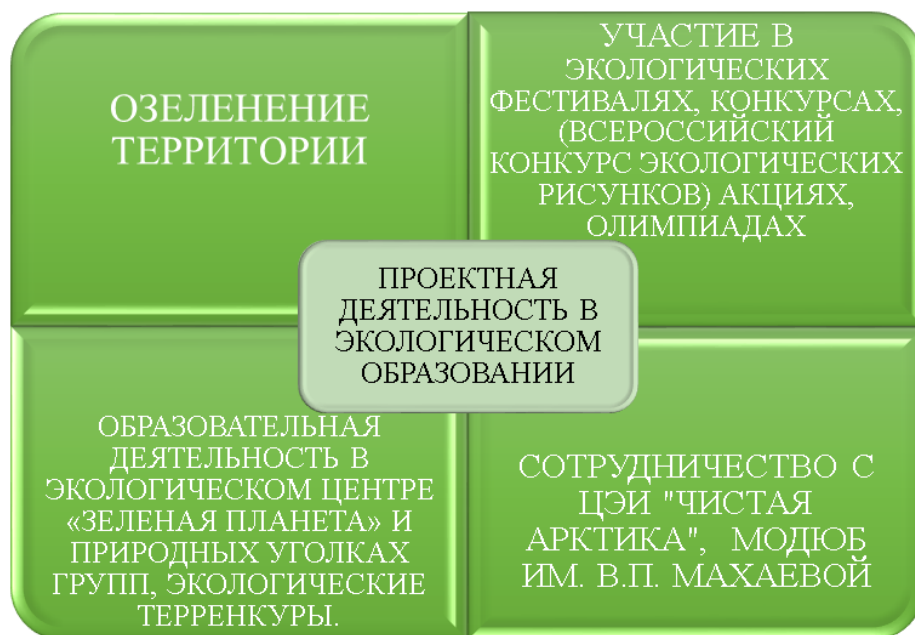 ОЗЕЛЕНЕНИЕ
ТЕРРИТОРИИ
УЧАСТИЕ В
ЭКОЛОГИЧЕСКИХ
ФЕСТИВАЛЯХ, КОНКУРСАХ,
(ВСЕРОССИЙСКИЙ
КОНКУРС ЭКОЛОГИЧЕСКИХ
РИСУНКОВ) АКЦИЯХ,
ОЛИМПИАДАХ
ПРОЕКТНАЯ
ДЕЯТЕЛЬНОСТЬ В
ЭКОЛОГИЧЕСКОМ
ОБРАЗОВАНИИ
ОБРАЗОВАТЕЛЬНАЯ
ДЕЯТЕЛЬНОСТЬ В
ЭКОЛОГИЧЕСКОМ ЦЕНТРЕ
«ЗЕЛЕНАЯ ПЛАНЕТА» И
ПРИРОДНЫХ УГОЛКАХ
ГРУПП, ЭКОЛОГИЧЕСКИЕ
ТЕРРЕНКУРЫ.
СОТРУДНИЧЕСТВО С
ЦЭИ "ЧИСТАЯ
АРКТИКА", МОДЮБ
ИМ. В.П. МАХАЕВОЙ